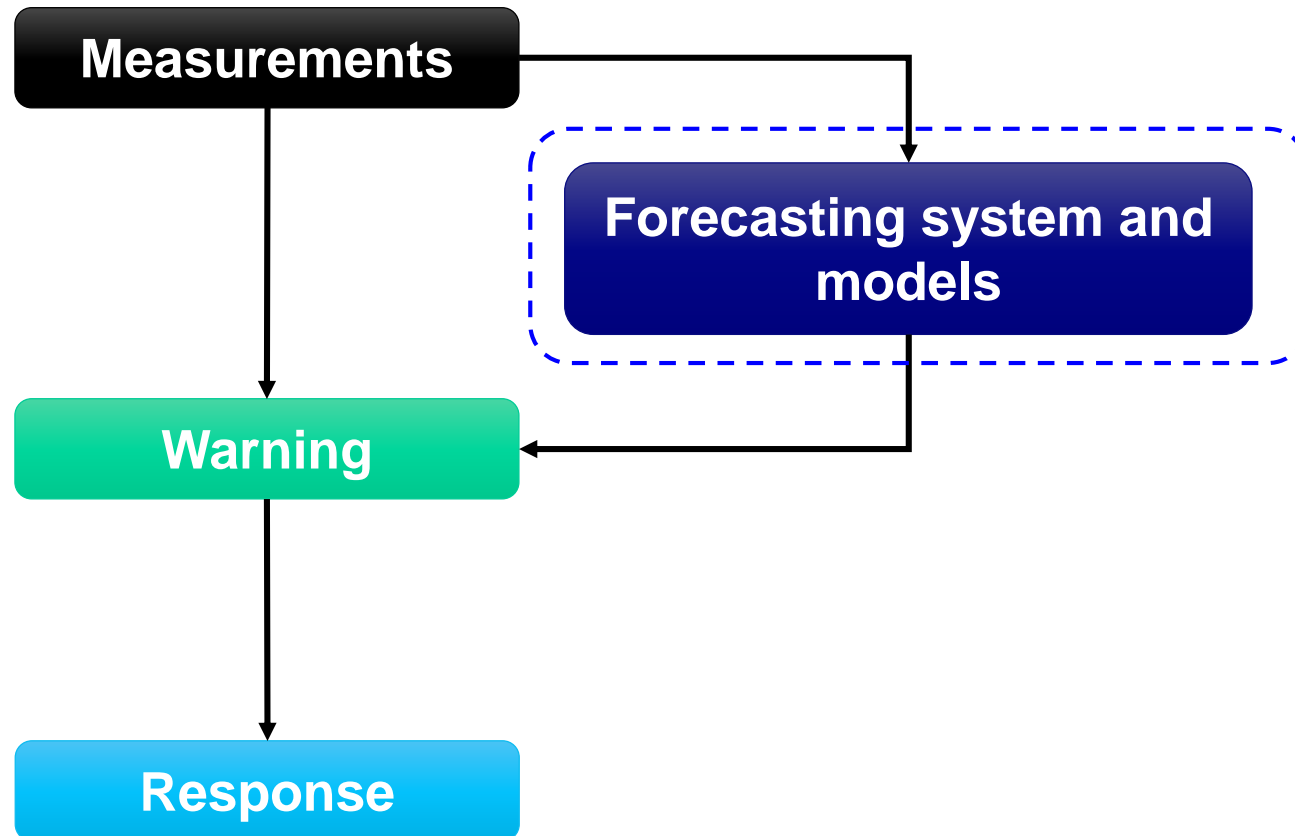 Measurements
Forecasting system and
models
Warning
Response